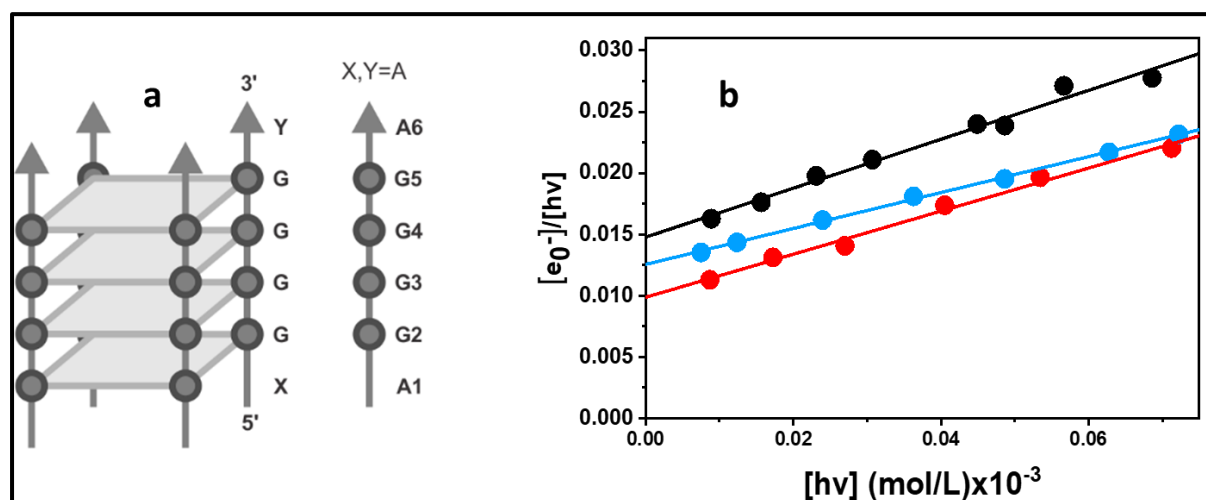 a
3'
Y
G
G
G
G
X
5'
X,Y=A
A6
G5
G4
G3
G2
A1
b
[e0-]/[hv]
0.030
0.025
0.020
0.015
0.010
0.005
0.000
0.00
0.02
0.04
0.06
[hv] (mol/L)x10-3